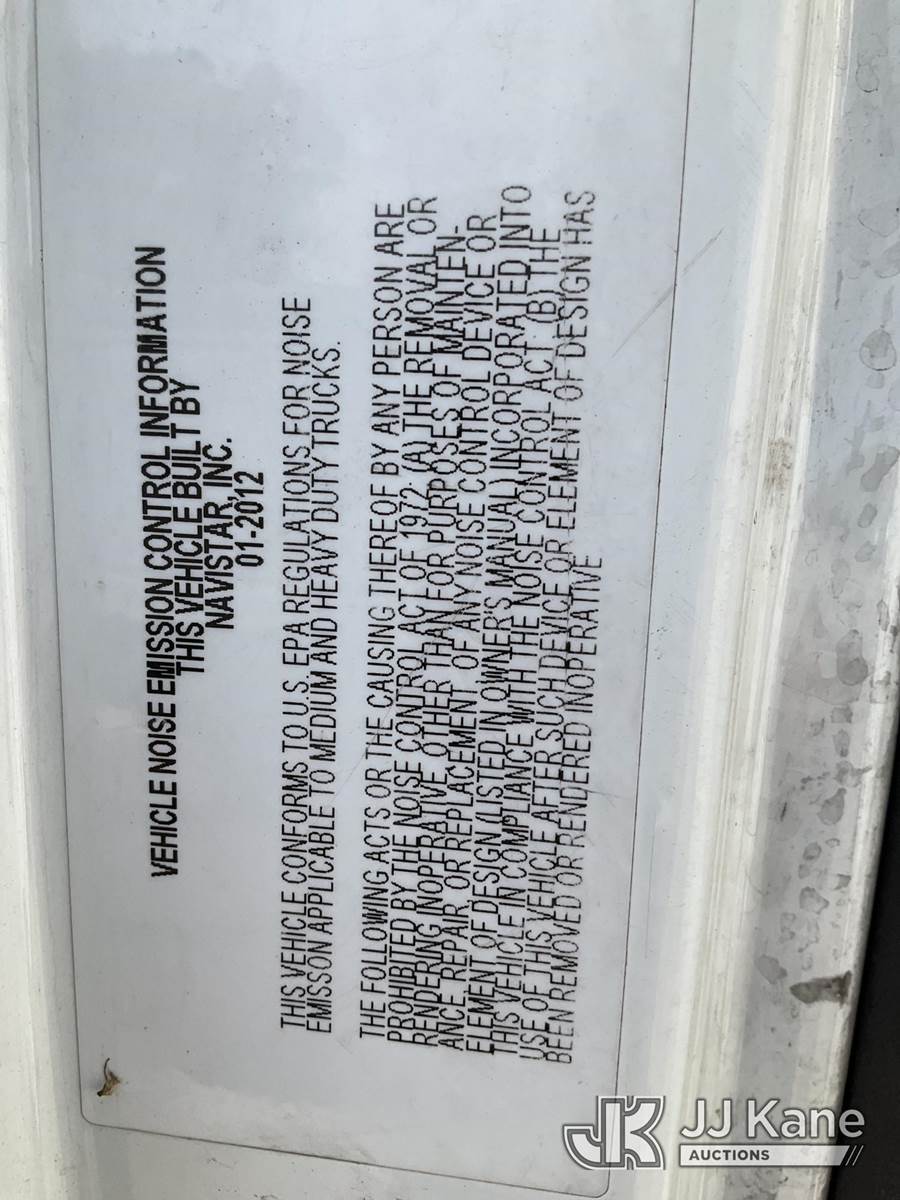 VEHICLE NOISE EMISSION CONTROL INFORMATION
THIS VEHICLE BUILT BY
NAVISTAR, INC.
01-2012
THIS VEHICLE CONFORMS TO U.S. EPA REGULATIONS FOR NOISE
EMISSON APPLICABLE TO MEDIUM AND HEAVY DUTY TRUCKS.
THE FOLLOWING ACTS OR THE CAUSING THEREOF BY ANY PERSON ARE
PROHIBITED BY THE NOISE CONTROL ACT OF 1972. (A) THE REMOVAL OR
RENDERING INOPERATIVE, OTHER THAN FOR PURPOSES OF MAINTEN-
ANCE, REPAIR, OR REPLACEMENT, OF ANY NOISE CONTROL DEVICE OR
ELEMENT OF DESIGN (LISTED IN OWNER'S MANUAL) INCORPORATED INTO
THIS VEHICLE IN COMPLIANCE WITH THE NOISE CONTROL ACT, (B) THE
USE OF THIS VEHICLE AFTER SUCH DEVICE OR ELEMENT OF DESIGN HAS
BEEN REMOVED OR RENDERED INOPERATIVE
JK JJ Kane
AUCTIONS